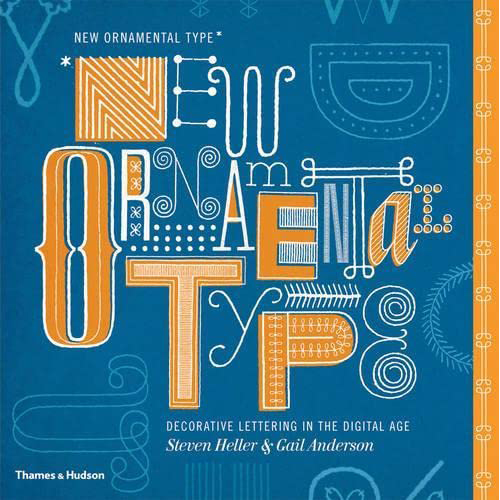 NEW ORNAMENTAL TYPE*
*NEW
ORNAmENTaL
TYPE
DECORATIVE LETTERING IN THE DIGITAL AGE
Steven Heller & Gail Anderson
Thames & Hudson